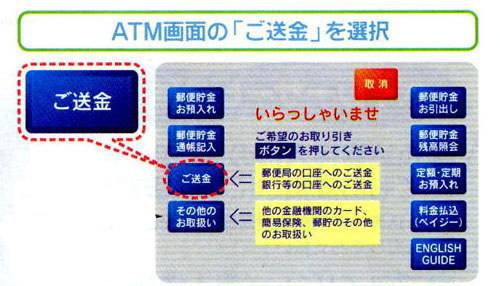 ATM画面の「ご送金」を選択
ご送金
取消
郵便貯金
お預入れ
いらっしゃいませ
郵便貯金
お引出し
郵便貯金
通帳記入
ご希望のお取り引き
ボタン を押してください
郵便貯金
残高照会
ご送金
郵便局の口座へのご送金
銀行等の口座へのご送金
定額・定期
お預入れ
その他の
お取扱い
他の金融機関のカード、
簡易保険、郵貯のその他
のお取扱い
料金払込
(ペイジー)
ENGLISH
GUIDE